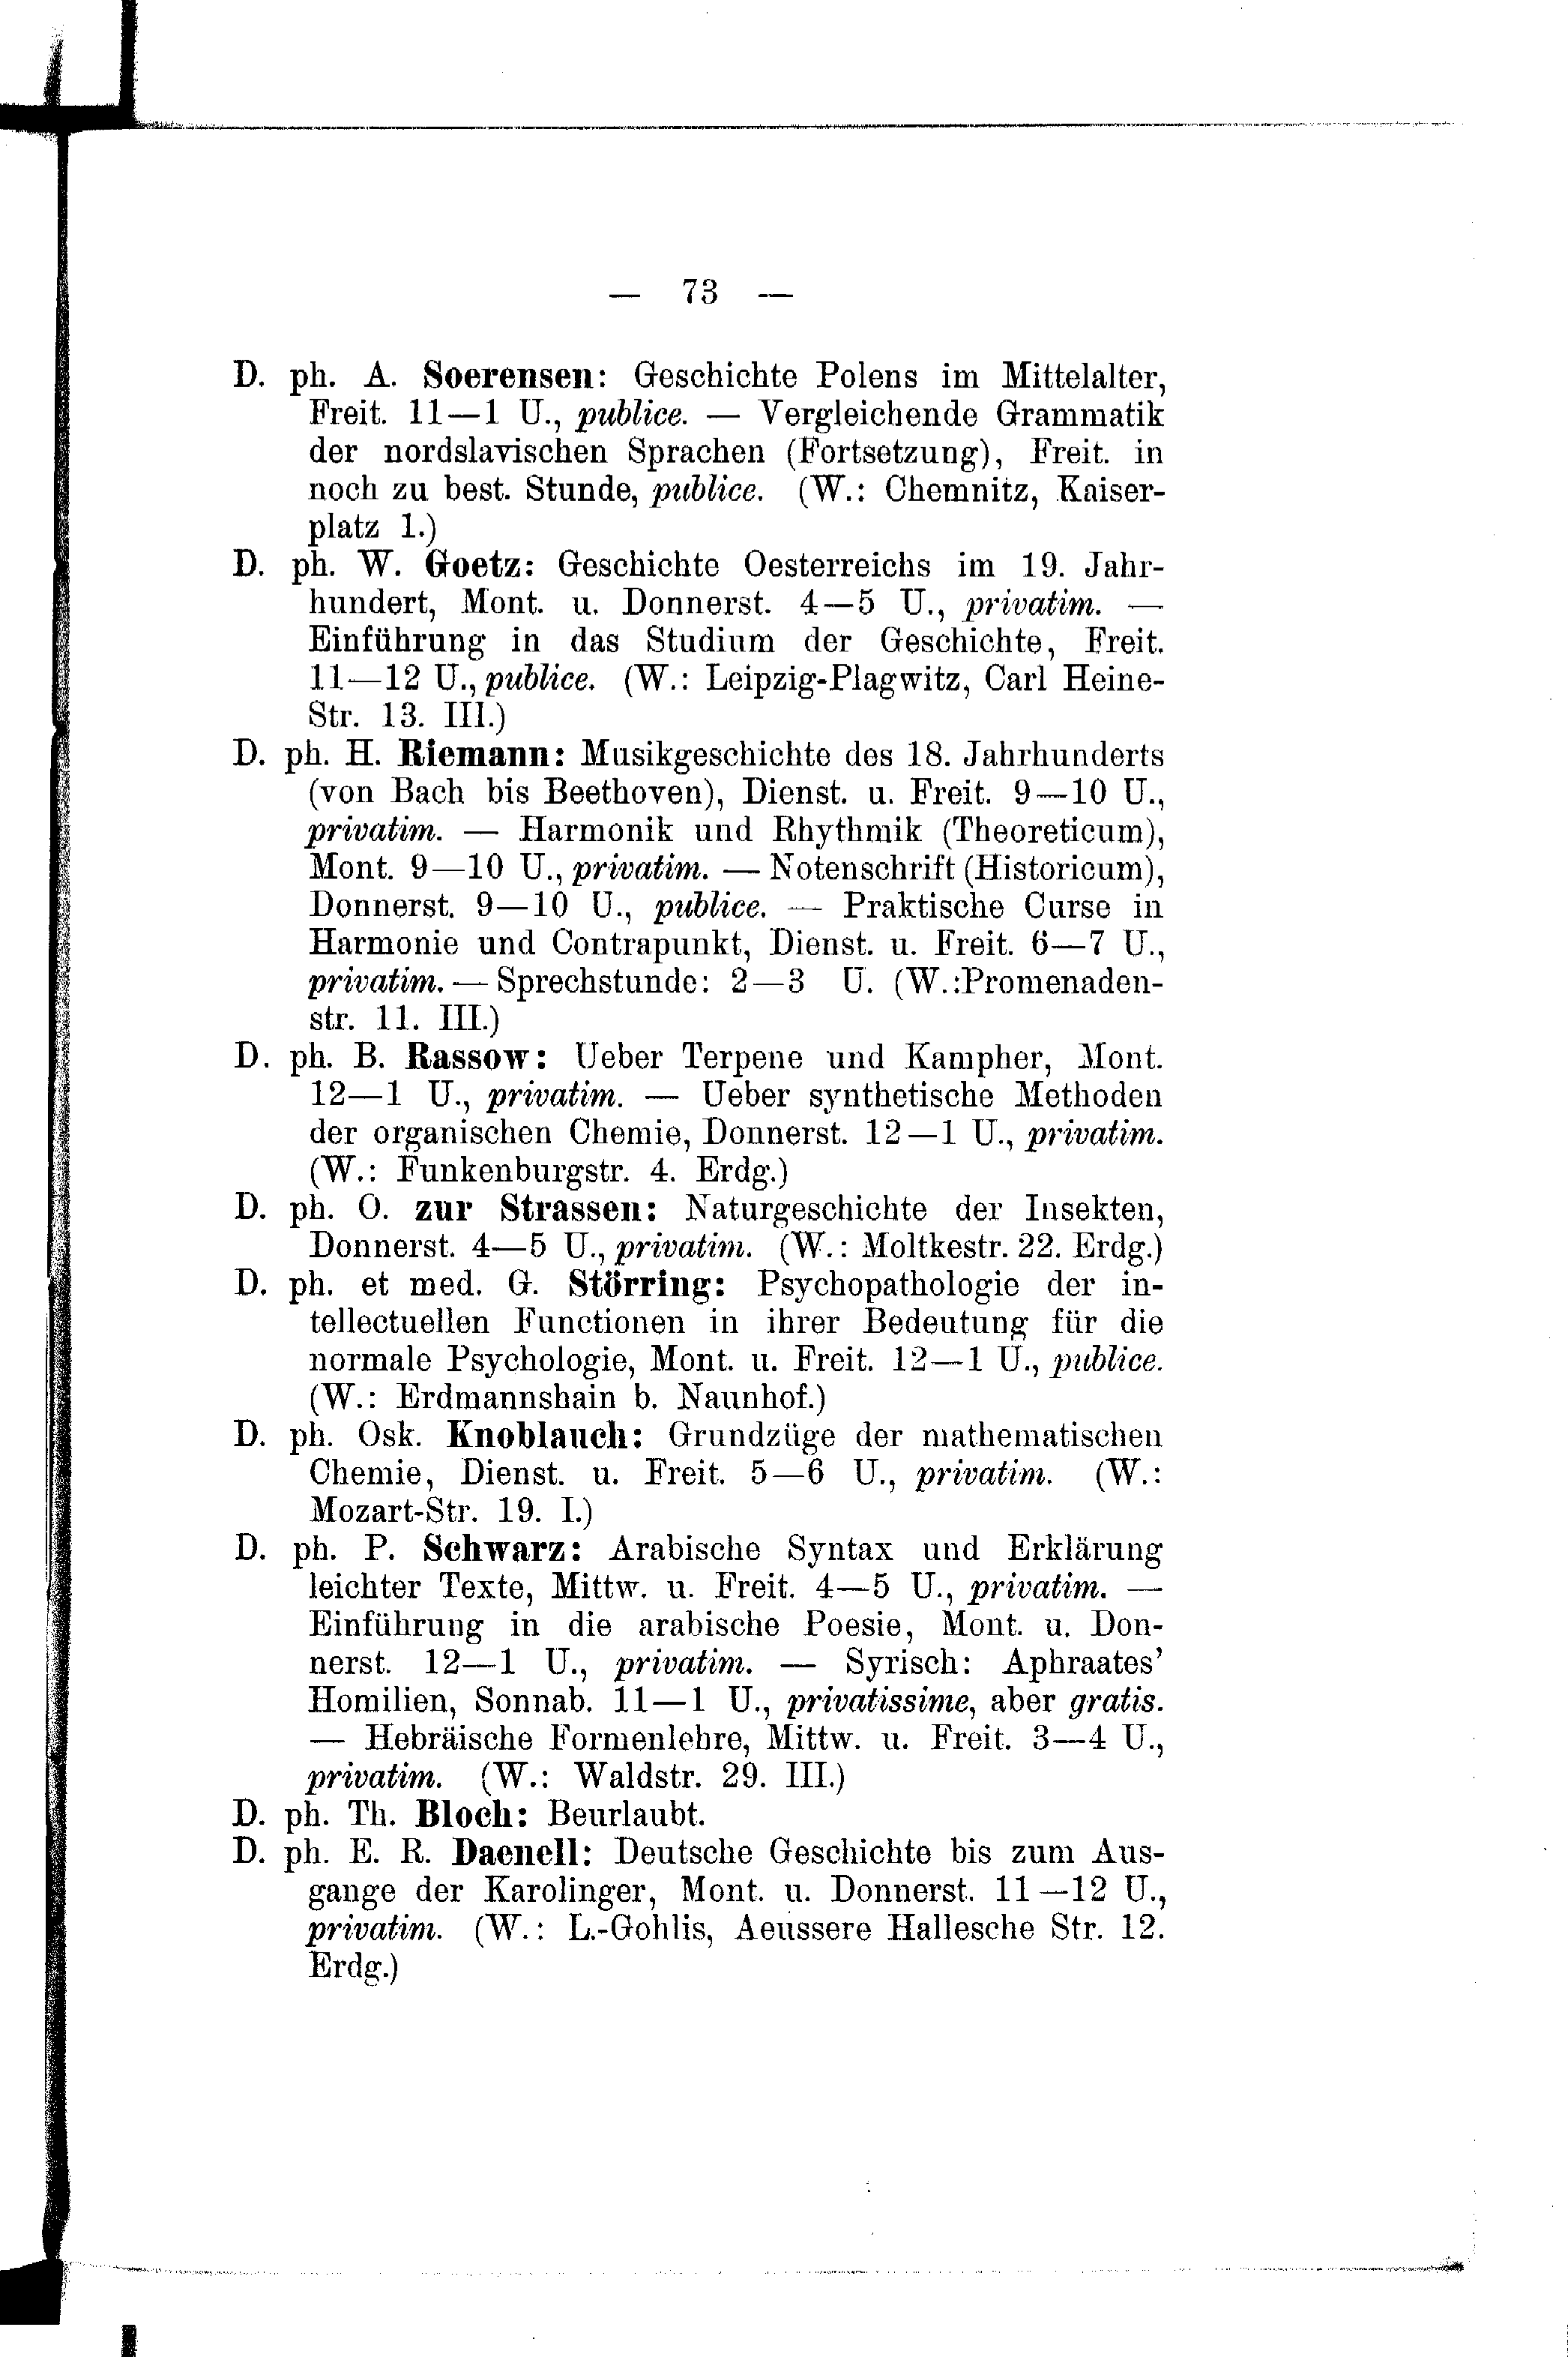 — 73 —
D. ph. A. Soerensen: Geschichte Polens im Mittelalter,
Freit. 11—1 U., publice. — Vergleichende Grammatik
der nordslavischen Sprachen (Fortsetzung), Freit. in
noch zu best. Stunde, publice. (W.: Chemnitz, Kaiser-
platz 1.)
D. ph. W. Goetz: Geschichte Oesterreichs im 19. Jahr-
hundert, Mont. u. Donnerst. 4—5 U., privatim. —
Einführung in das Studium der Geschichte, Freit.
11—12 U., publice. (W.: Leipzig-Plagwitz, Carl Heine-
Str. 13. III.)
D. ph. H. Riemann: Musikgeschichte des 18. Jahrhunderts
(von Bach bis Beethoven), Dienst. u. Freit. 9—10 U.,
privatim. — Harmonik und Rhythmik (Theoreticum),
Mont. 9—10 U., privatim. — Notenschrift (Historicum),
Donnerst. 9—10 U., publice. — Praktische Curse in
Harmonie und Contrapunkt, Dienst. u. Freit. 6—7 U.,
privatim. — Sprechstunde: 2—3 U. (W.:Promenaden-
str. 11. III.)
D. ph. B. Rassow: Ueber Terpene und Kampher, Mont.
12—1 U., privatim. — Ueber synthetische Methoden
der organischen Chemie, Donnerst. 12—1 U., privatim.
(W.: Funkenburgstr. 4. Erdg.)
D. ph. O. zur Strassen: Naturgeschichte der Insekten,
Donnerst. 4—5 U., privatim. (W.: Moltkestr. 22. Erdg.)
D. ph. et med. G. Störring: Psychopathologie der in-
tellectuellen Functionen in ihrer Bedeutung für die
normale Psychologie, Mont. u. Freit. 12—1 U., publice.
(W.: Erdmannshain b. Naunhof.)
D. ph. Osk. Knoblauch: Grundzüge der mathematischen
Chemie, Dienst. u. Freit. 5—6 U., privatim. (W.:
Mozart-Str. 19. I.)
D. ph. P. Schwarz: Arabische Syntax und Erklärung
leichter Texte, Mittw. u. Freit. 4—5 U., privatim. —
Einführung in die arabische Poesie, Mont. u. Don-
nerst. 12—1 U., privatim. — Syrisch: Aphraates'
Homilien, Sonnab. 11—1 U., privatissime, aber gratis.
— Hebräische Formenlehre, Mittw. u. Freit. 3—4 U.,
privatim. (W.: Waldstr. 29. III.)
D. ph. Th. Bloch: Beurlaubt.
D. ph. E. R. Daenell: Deutsche Geschichte bis zum Aus-
gange der Karolinger, Mont. u. Donnerst. 11—12 U.,
privatim. (W.: L.-Gohlis, Aeussere Hallesche Str. 12.
Erdg.)